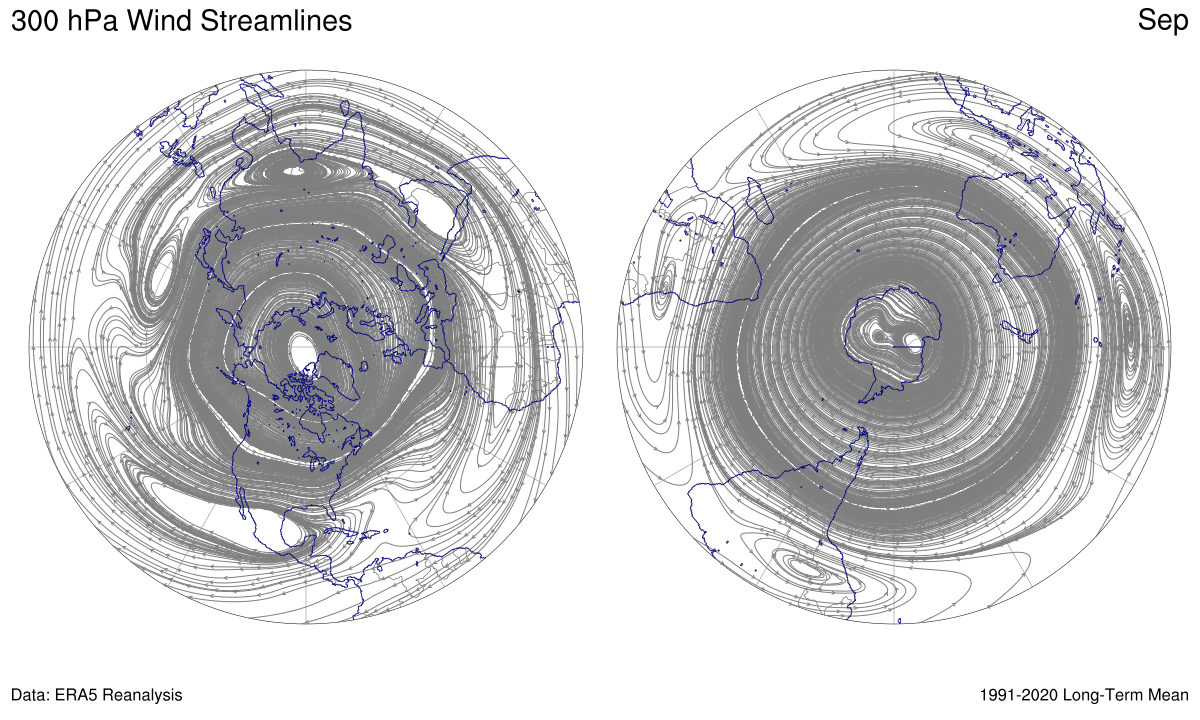 300 hPa Wind Streamlines
Sep
Data: ERA5 Reanalysis
1991-2020 Long-Term Mean